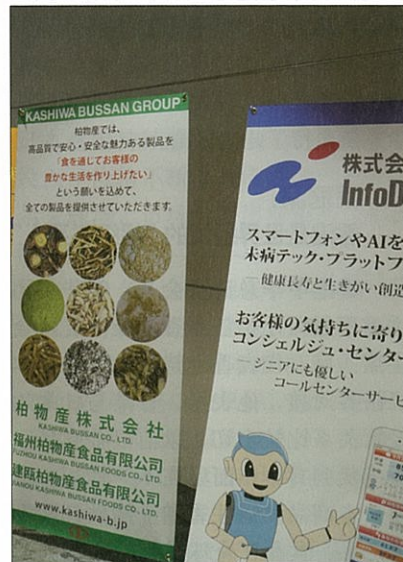 KASHIWA BUSSAN GROUP
柏物産では、
高品質で安心・安全な魅力ある製品を
「食を通してお客様の
豊かな生活を作り上げたい」
という願いを込めて、
全ての製品を提供させていただきます。
柏物産株式会社
KASHIWA BUSSAN CO., LTD.
福州柏物産食品有限公司
FUZHOU KASHIWA BUSSAN FOODS CO., LTD.
建甌柏物産食品有限公司
JIANOU KASHIWA BUSSAN FOODS CO., LTD.
www.kashiwa-b.jp
株式会
InfoD
スマートフォンやAIを
未病テック・プラットフ
健康長寿と生きがい創造
お客様の気持ちに寄り
コンシェルジュ・センター
―シニアにも優しい
コールセンターサービ